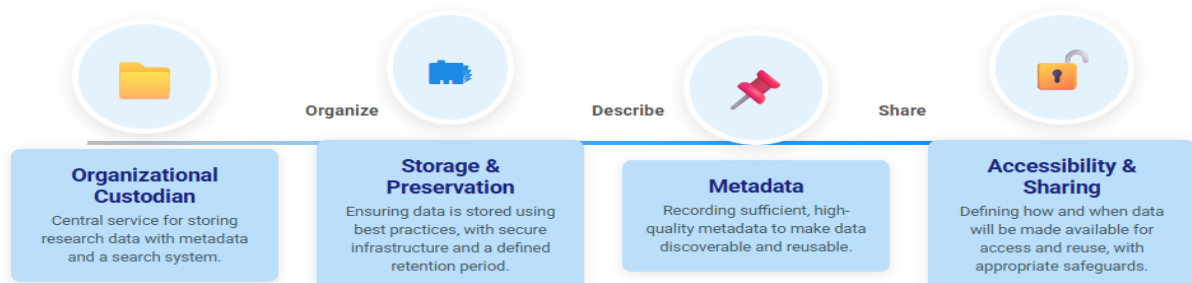 Organize
Describe
Share
Organizational
Custodian
Central service for storing
research data with metadata
and a search system.
Storage &
Preservation
Ensuring data is stored using
best practices, with secure
infrastructure and a defined
retention period.
Metadata
Recording sufficient, high-
quality metadata to make data
discoverable and reusable.
Accessibility &
Sharing
Defining how and when data
will be made available for
access and reuse, with
appropriate safeguards.